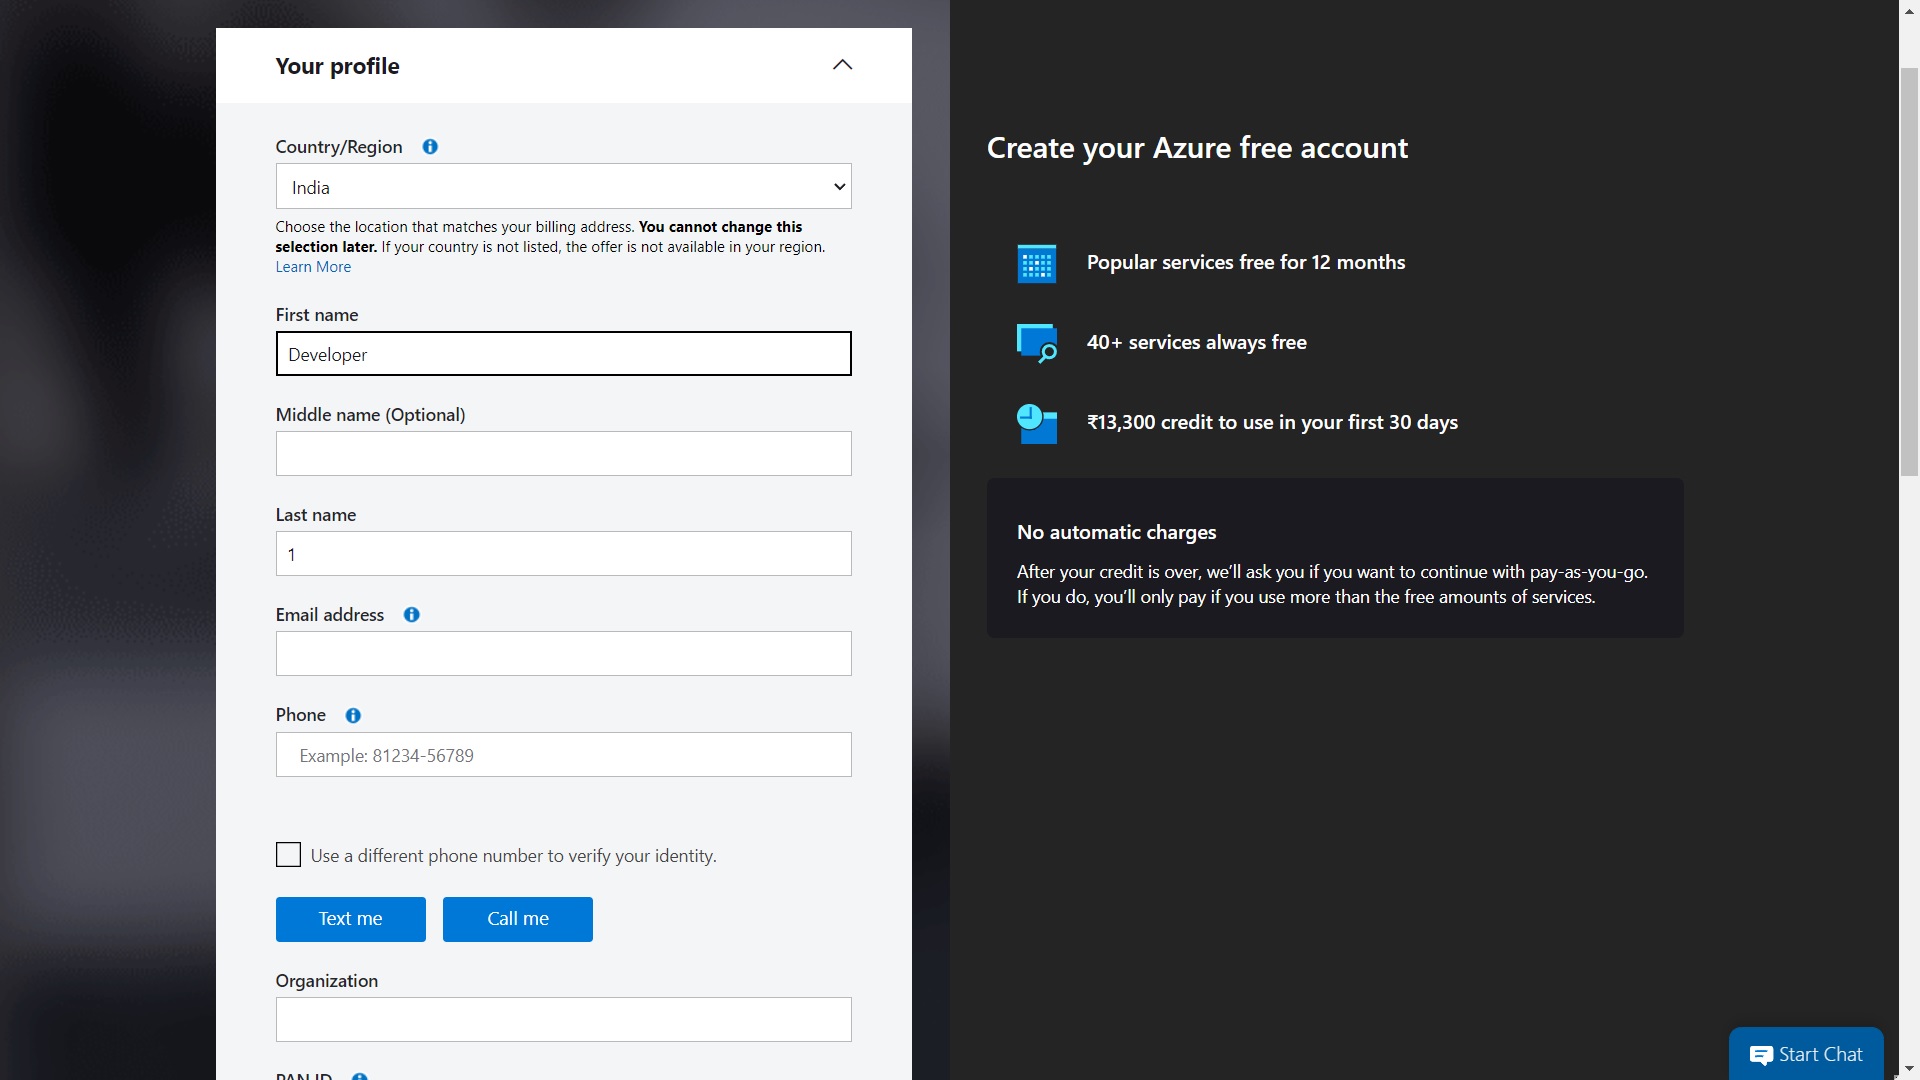 Your profile
Country/Region
India
Choose the location that matches your billing address. You cannot change this
selection later. If your country is not listed, the offer is not available in your region.
Learn More
First name
Developer
Middle name (Optional)
Last name
1
Email address
Phone
Example: 81234-56789
Use a different phone number to verify your identity.
Text me
Call me
Organization
PAN ID
Create your Azure free account
Popular services free for 12 months
40+ services always free
₹13,300 credit to use in your first 30 days
No automatic charges
After your credit is over, we’ll ask you if you want to continue with pay-as-you-go.
If you do, you’ll only pay if you use more than the free amounts of services.
Start Chat